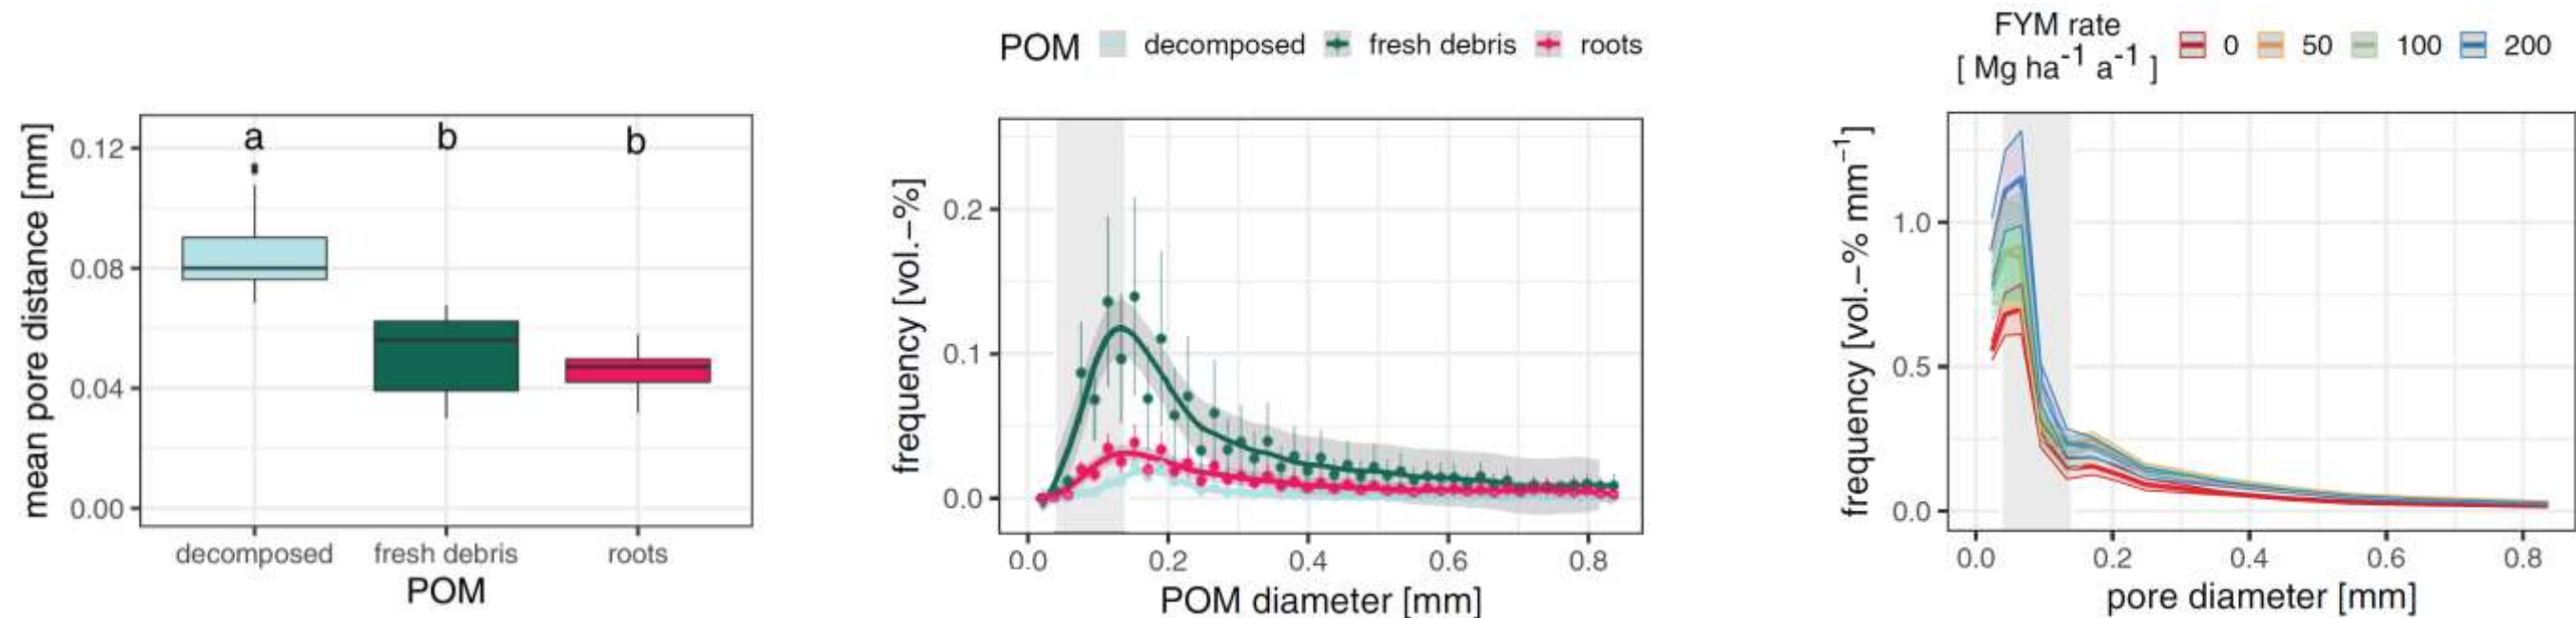 mean pore distance [mm]
0.12
0.08
0.04
0.00
a
b
b
decomposed fresh debris roots
POM
POM decomposed fresh debris roots
frequency [vol.−%]
0.2
0.1
0.0
0.0 0.2 0.4 0.6 0.8
POM diameter [mm]
FYM rate
[ Mg ha⁻¹ a⁻¹ ]
0 50 100 200
frequency [vol.−% mm⁻¹]
1.0
0.5
0.0
0.0 0.2 0.4 0.6 0.8
pore diameter [mm]